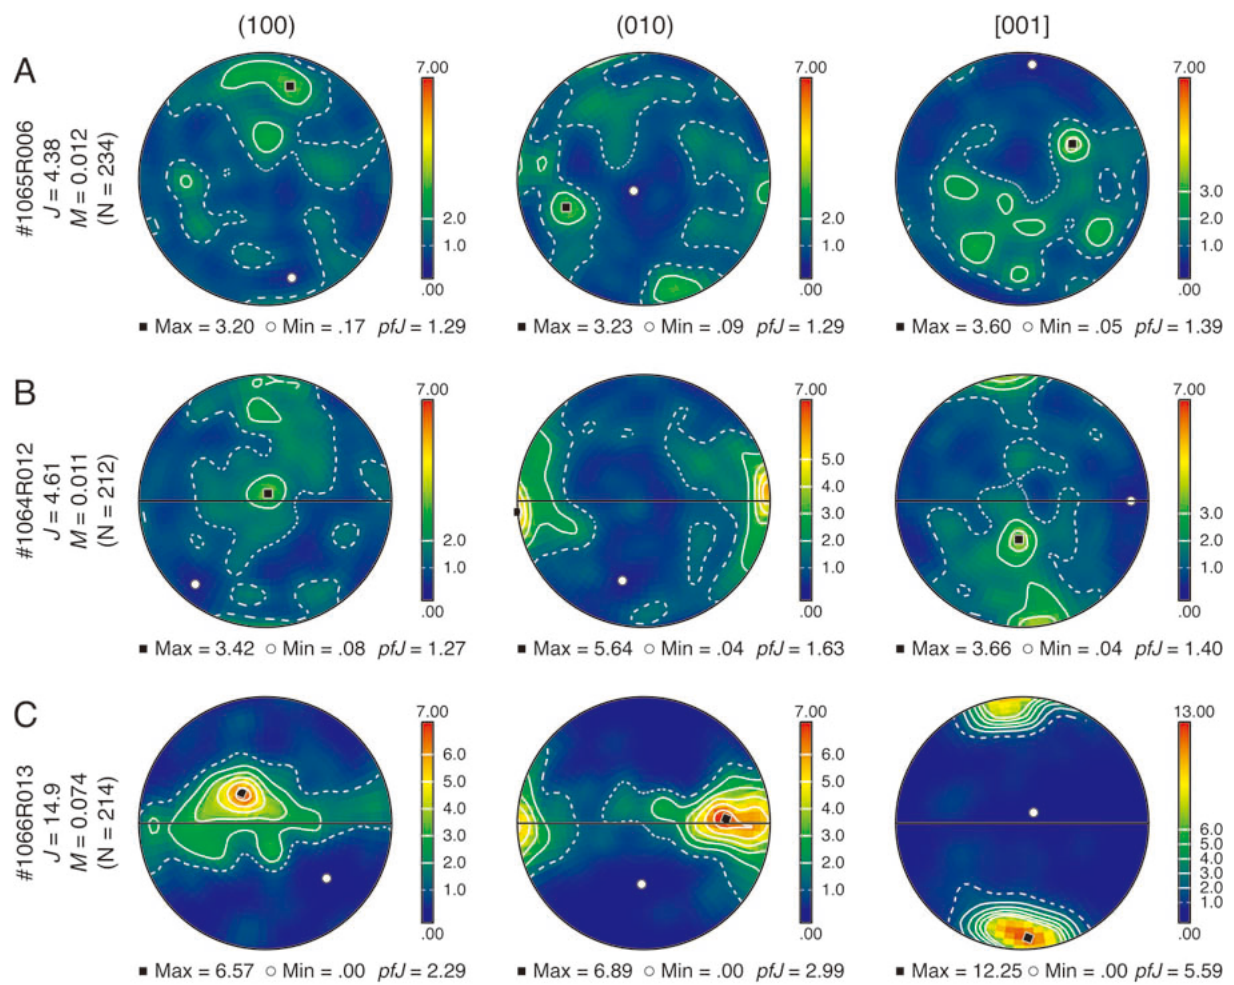 (100) (010) [001]
A
#1065R006
J = 4.38
M = 0.012
(N = 234)
7.00 7.00 7.00
3.0
2.0 2.0 2.0
1.0 1.0 1.0
.00 .00 .00
■ Max = 3.20 ○ Min = .17 pfJ = 1.29 ■ Max = 3.23 ○ Min = .09 pfJ = 1.29 ■ Max = 3.60 ○ Min = .05 pfJ = 1.39
B
#1064R012
J = 4.61
M = 0.011
(N = 212)
7.00 7.00 7.00
5.0
4.0
3.0 3.0
2.0 2.0 2.0
1.0 1.0 1.0
.00 .00 .00
■ Max = 3.42 ○ Min = .08 pfJ = 1.27 ■ Max = 5.64 ○ Min = .04 pfJ = 1.63 ■ Max = 3.66 ○ Min = .04 pfJ = 1.40
C
#1066R013
J = 14.9
M = 0.074
(N = 214)
7.00 7.00 13.00
6.0 6.0 6.0
5.0 5.0 5.0
4.0 4.0 4.0
3.0 3.0 3.0
2.0 2.0 2.0
1.0 1.0 1.0
.00 .00 .00
■ Max = 6.57 ○ Min = .00 pfJ = 2.29 ■ Max = 6.89 ○ Min = .00 pfJ = 2.99 ■ Max = 12.25 ○ Min = .00 pfJ = 5.59